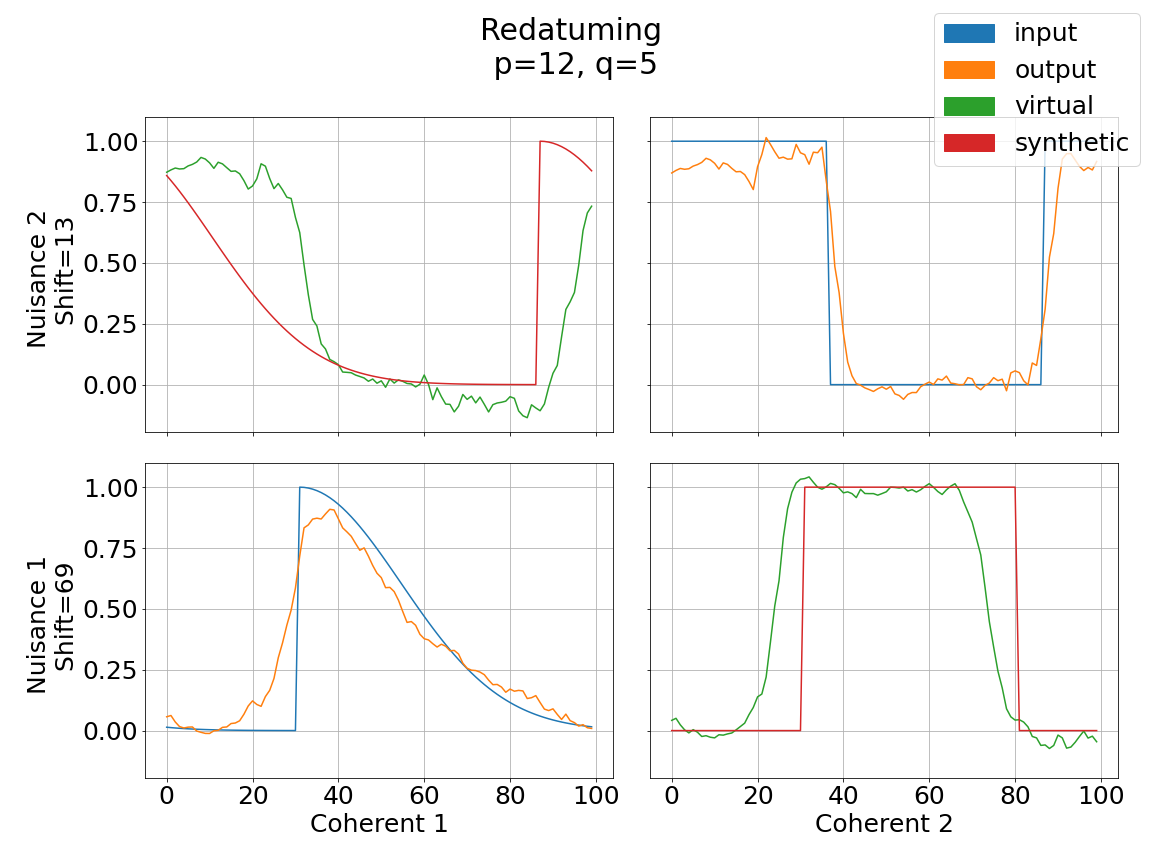 Redatuming
p=12, q=5
input
output
virtual
synthetic
Nuisance 2
Shift=13
1.00
0.75
0.50
0.25
0.00
Nuisance 1
Shift=69
1.00
0.75
0.50
0.25
0.00
0 20 40 60 80 100
0 20 40 60 80 100
Coherent 1
Coherent 2